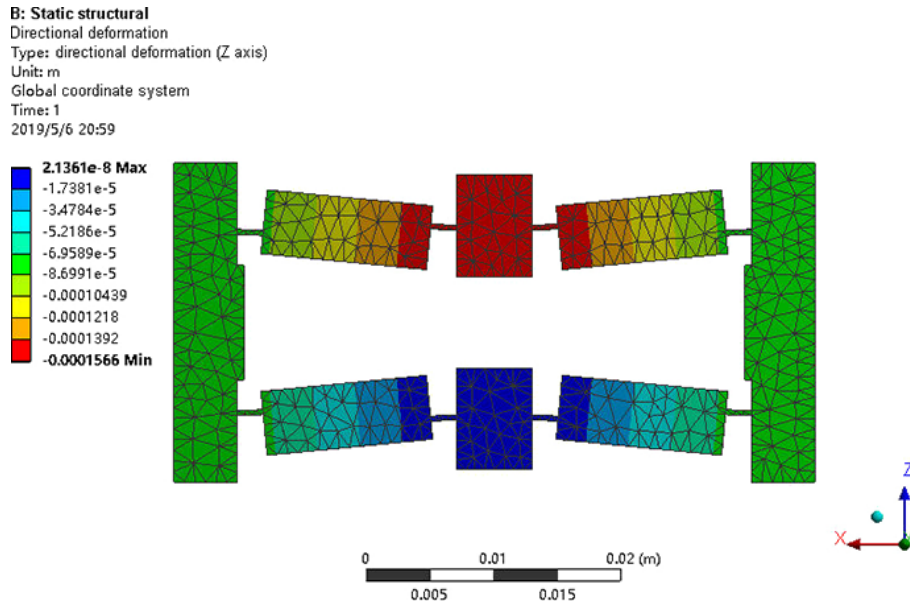 B: Static structural
Directional deformation
Type: directional deformation (Z axis)
Unit: m
Global coordinate system
Time: 1
2019/5/6 20:59
2.1361e-8 Max
-1.7381e-5
-3.4784e-5
-5.2186e-5
-6.9589e-5
-8.6991e-5
-0.00010439
-0.0001218
-0.0001392
-0.0001566 Min
Z
X
0 0.01 0.02 (m)
0.005 0.015